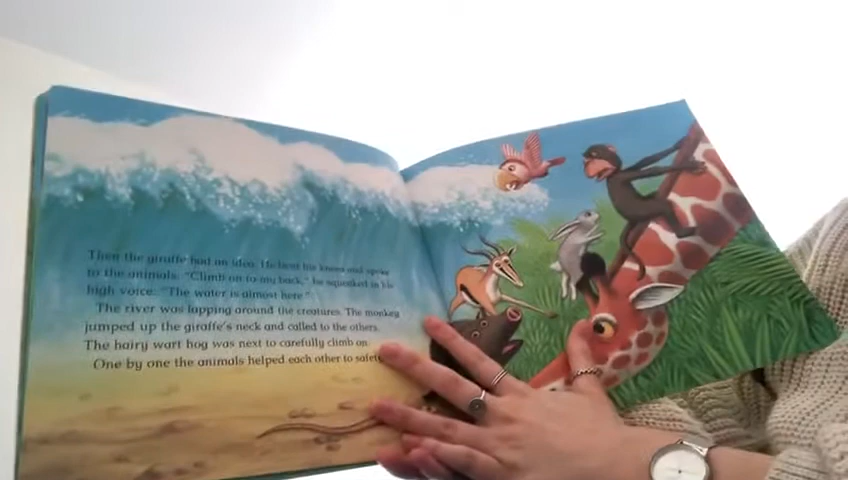 Then the giraffe had an idea. He bent his knees and spoke
to the animals. "Climb on to my back," he squeaked in his
high voice. "The water is almost here."
The river was lapping around the creatures. The monkey
jumped up the giraffe's neck and called to the others.
The hairy wart hog was next to carefully climb on.
One by one the animals helped each other to safety